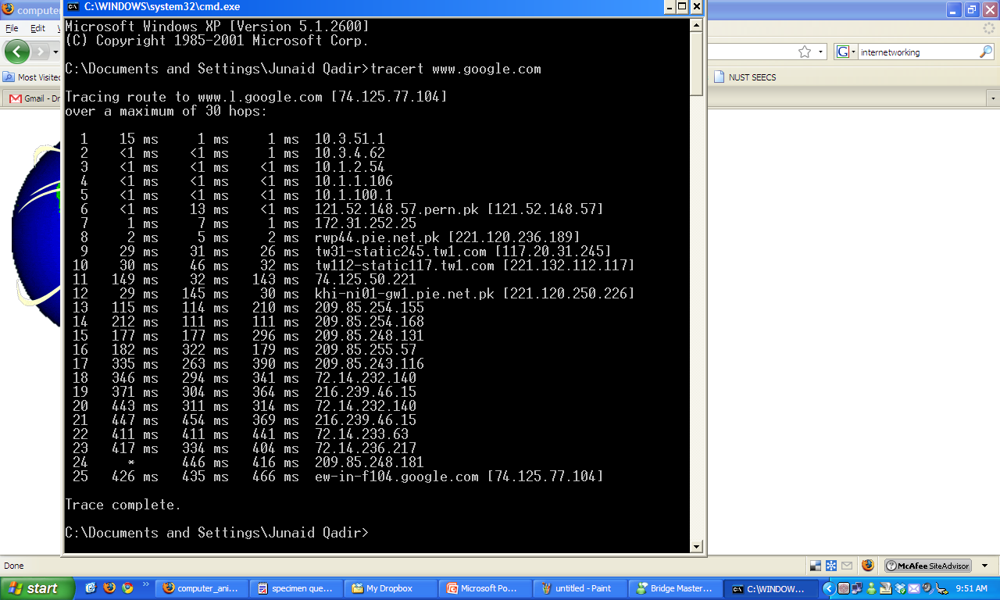 computer
C:\WINDOWS\system32\cmd.exe
File Edit
internetworking
Most Visited
NUST SEECS
Gmail - Dr
Microsoft Windows XP [Version 5.1.2600]
(C) Copyright 1985-2001 Microsoft Corp.
C:\Documents and Settings\Junaid Qadir>tracert www.google.com
Tracing route to www.l.google.com [74.125.77.104]
over a maximum of 30 hops:
1 15 ms 1 ms 1 ms 10.3.51.1
2 <1 ms <1 ms 1 ms 10.3.4.62
3 <1 ms <1 ms <1 ms 10.1.2.54
4 <1 ms <1 ms <1 ms 10.1.1.106
5 <1 ms <1 ms <1 ms 10.1.100.1
6 <1 ms 13 ms <1 ms 121.52.148.57.pern.pk [121.52.148.57]
7 1 ms 7 ms 1 ms 172.31.252.25
8 2 ms 5 ms 2 ms rwp44.pie.net.pk [221.120.236.189]
9 29 ms 31 ms 26 ms tw31-static245.tw1.com [117.20.31.245]
10 30 ms 46 ms 32 ms tw112-static117.tw1.com [221.132.112.117]
11 149 ms 32 ms 143 ms 74.125.50.221
12 29 ms 145 ms 30 ms khi-ni01-gw1.pie.net.pk [221.120.250.226]
13 115 ms 114 ms 210 ms 209.85.254.155
14 212 ms 111 ms 111 ms 209.85.254.168
15 177 ms 177 ms 296 ms 209.85.248.131
16 182 ms 322 ms 179 ms 209.85.255.57
17 335 ms 263 ms 390 ms 209.85.243.116
18 346 ms 294 ms 341 ms 72.14.232.140
19 371 ms 304 ms 364 ms 216.239.46.15
20 443 ms 311 ms 314 ms 72.14.232.140
21 447 ms 454 ms 369 ms 216.239.46.15
22 411 ms 411 ms 441 ms 72.14.233.63
23 417 ms 334 ms 404 ms 72.14.236.217
24 * 446 ms 416 ms 209.85.248.181
25 426 ms 435 ms 466 ms ew-in-f104.google.com [74.125.77.104]
Trace complete.
C:\Documents and Settings\Junaid Qadir>
Done
McAfee SiteAdvisor
start
computer_ani...
specimen que...
My Dropbox
Microsoft Po...
untitled - Paint
Bridge Master...
C:\WINDOW...
9:51 AM